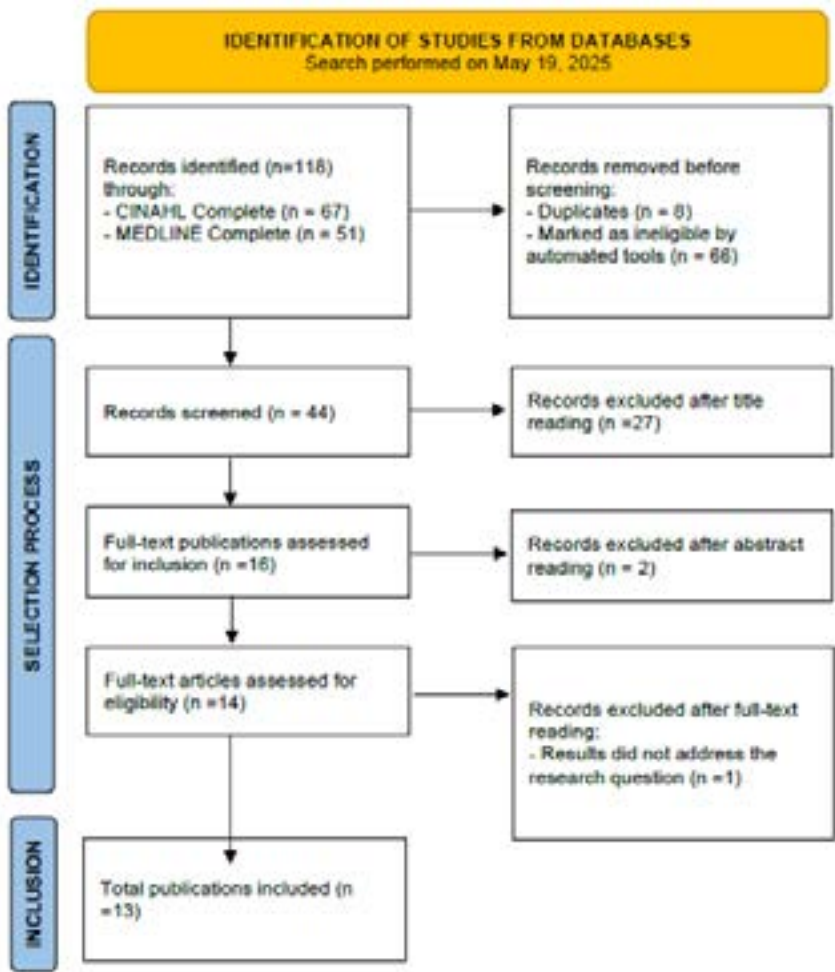 IDENTIFICATION OF STUDIES FROM DATABASES
Search performed on May 19, 2025
IDENTIFICATION
Records identified (n=118)
through:
- CINAHL Complete (n = 67)
- MEDLINE Complete (n = 51)
Records removed before
screening:
- Duplicates (n = 8)
- Marked as ineligible by
automated tools (n = 66)
SELECTION PROCESS
Records screened (n = 44)
Records excluded after title
reading (n =27)
Full-text publications assessed
for inclusion (n =16)
Records excluded after abstract
reading (n = 2)
Full-text articles assessed for
eligibility (n =14)
Records excluded after full-text
reading:
- Results did not address the
research question (n =1)
INCLUSION
Total publications included (n
=13)